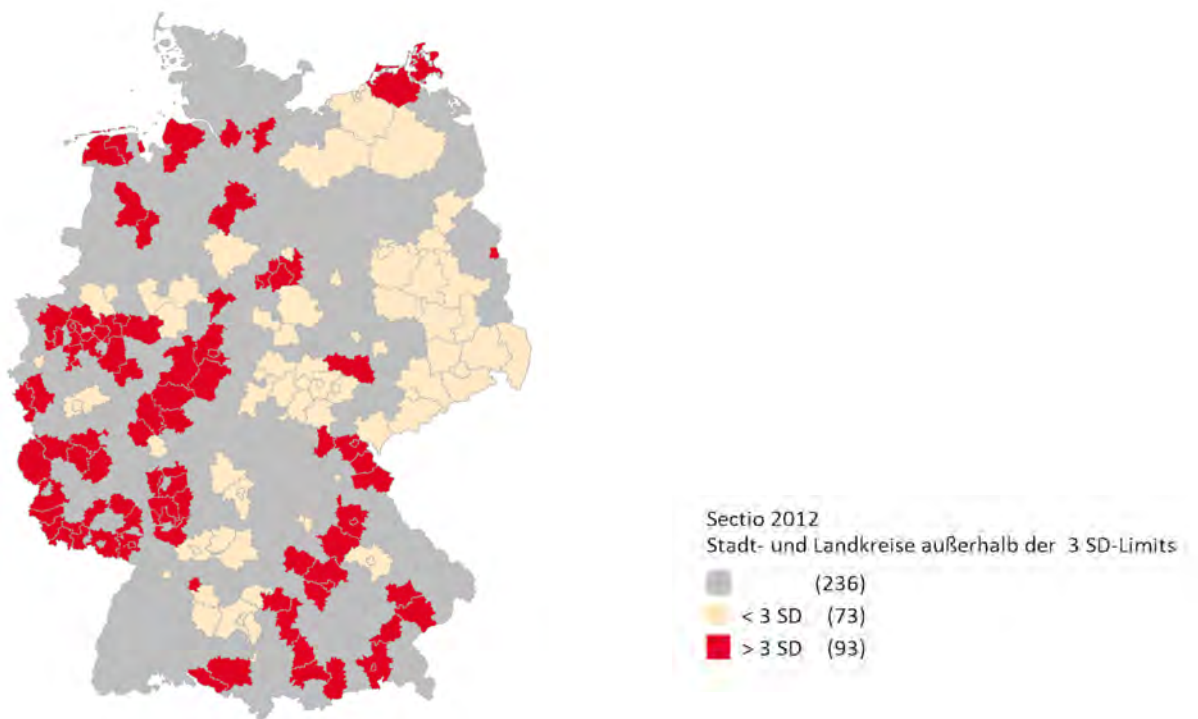 Sectio 2012
Stadt- und Landkreise außerhalb der 3 SD-Limits
(236)
< 3 SD (73)
> 3 SD (93)